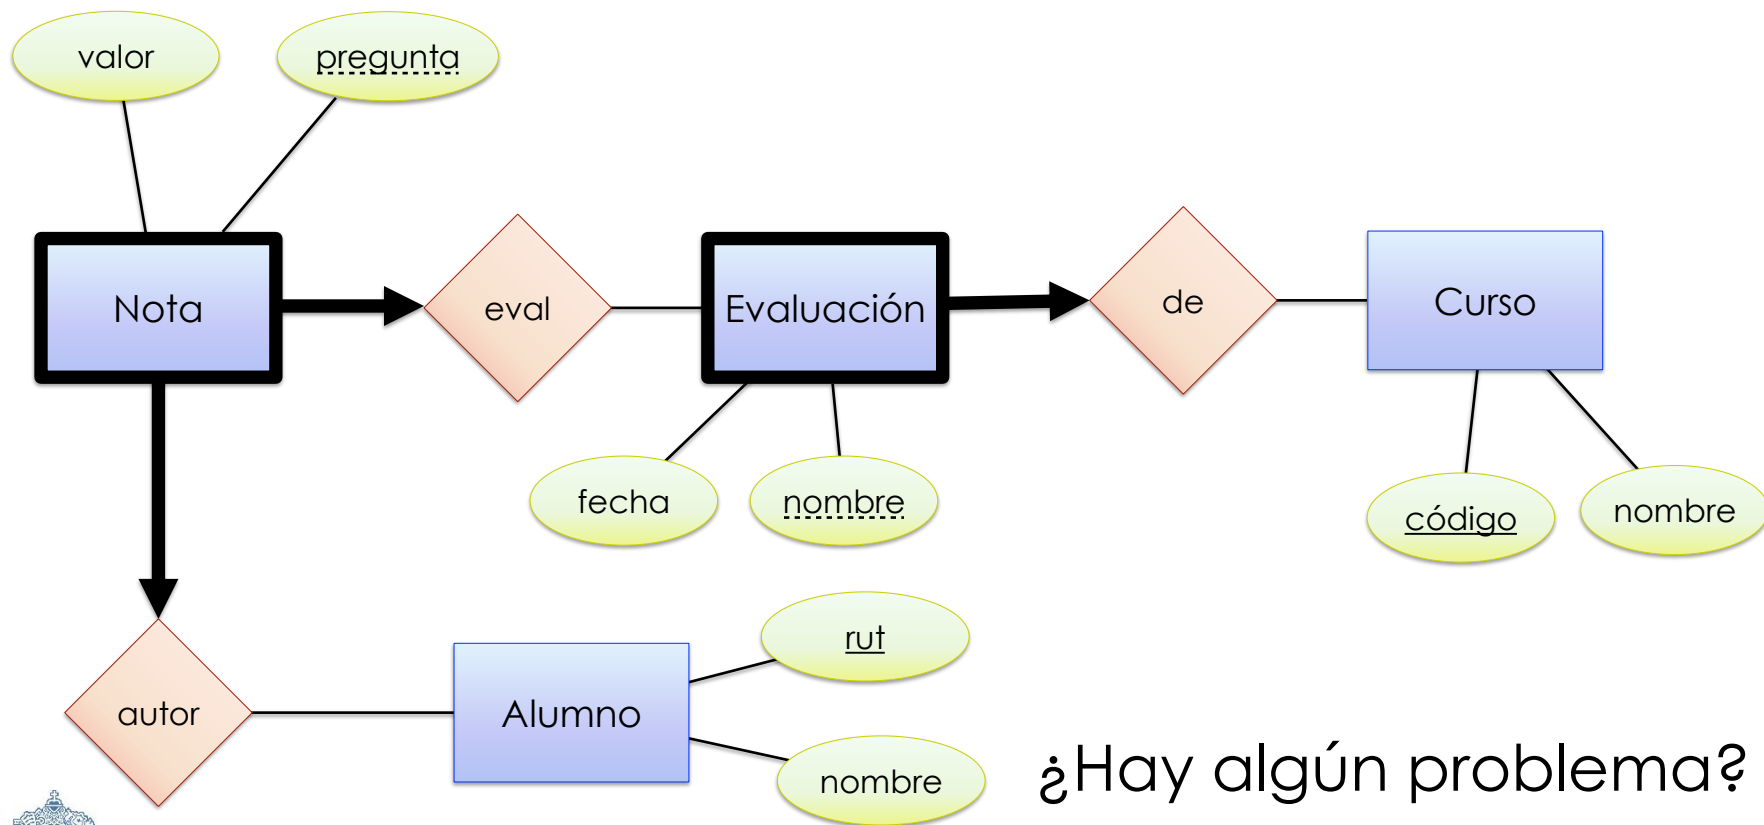 valor
pregunta
Nota
eval
Evaluación
de
Curso
fecha
nombre
código
nombre
autor
Alumno
rut
nombre
¿Hay algún problema?